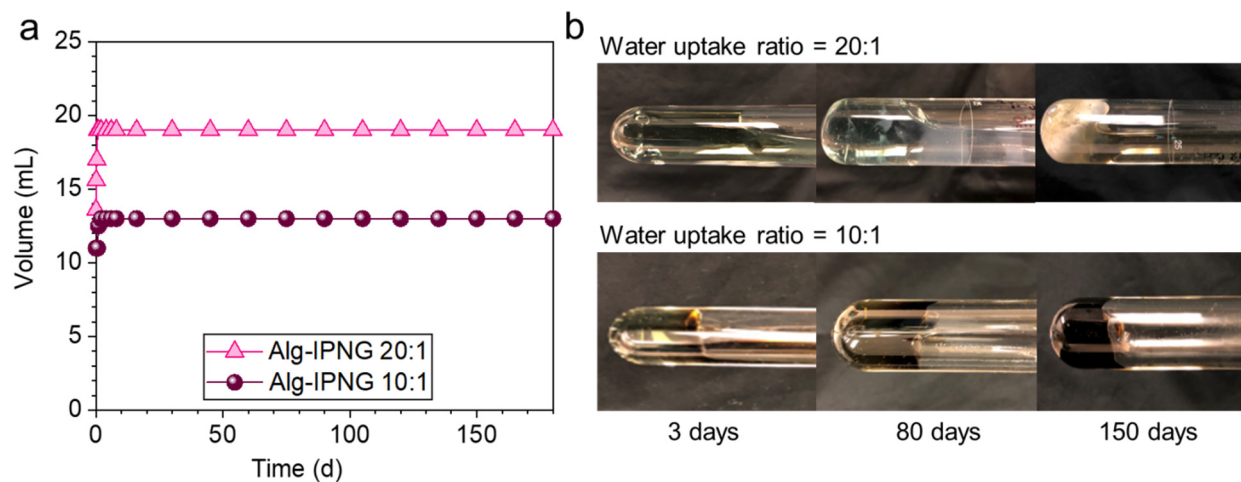 a
25
20
15
10
5
0
Volume (mL)
0 50 100 150
Time (d)
Alg-IPNG 20:1
Alg-IPNG 10:1
b
Water uptake ratio = 20:1
25
Water uptake ratio = 10:1
3 days 80 days 150 days